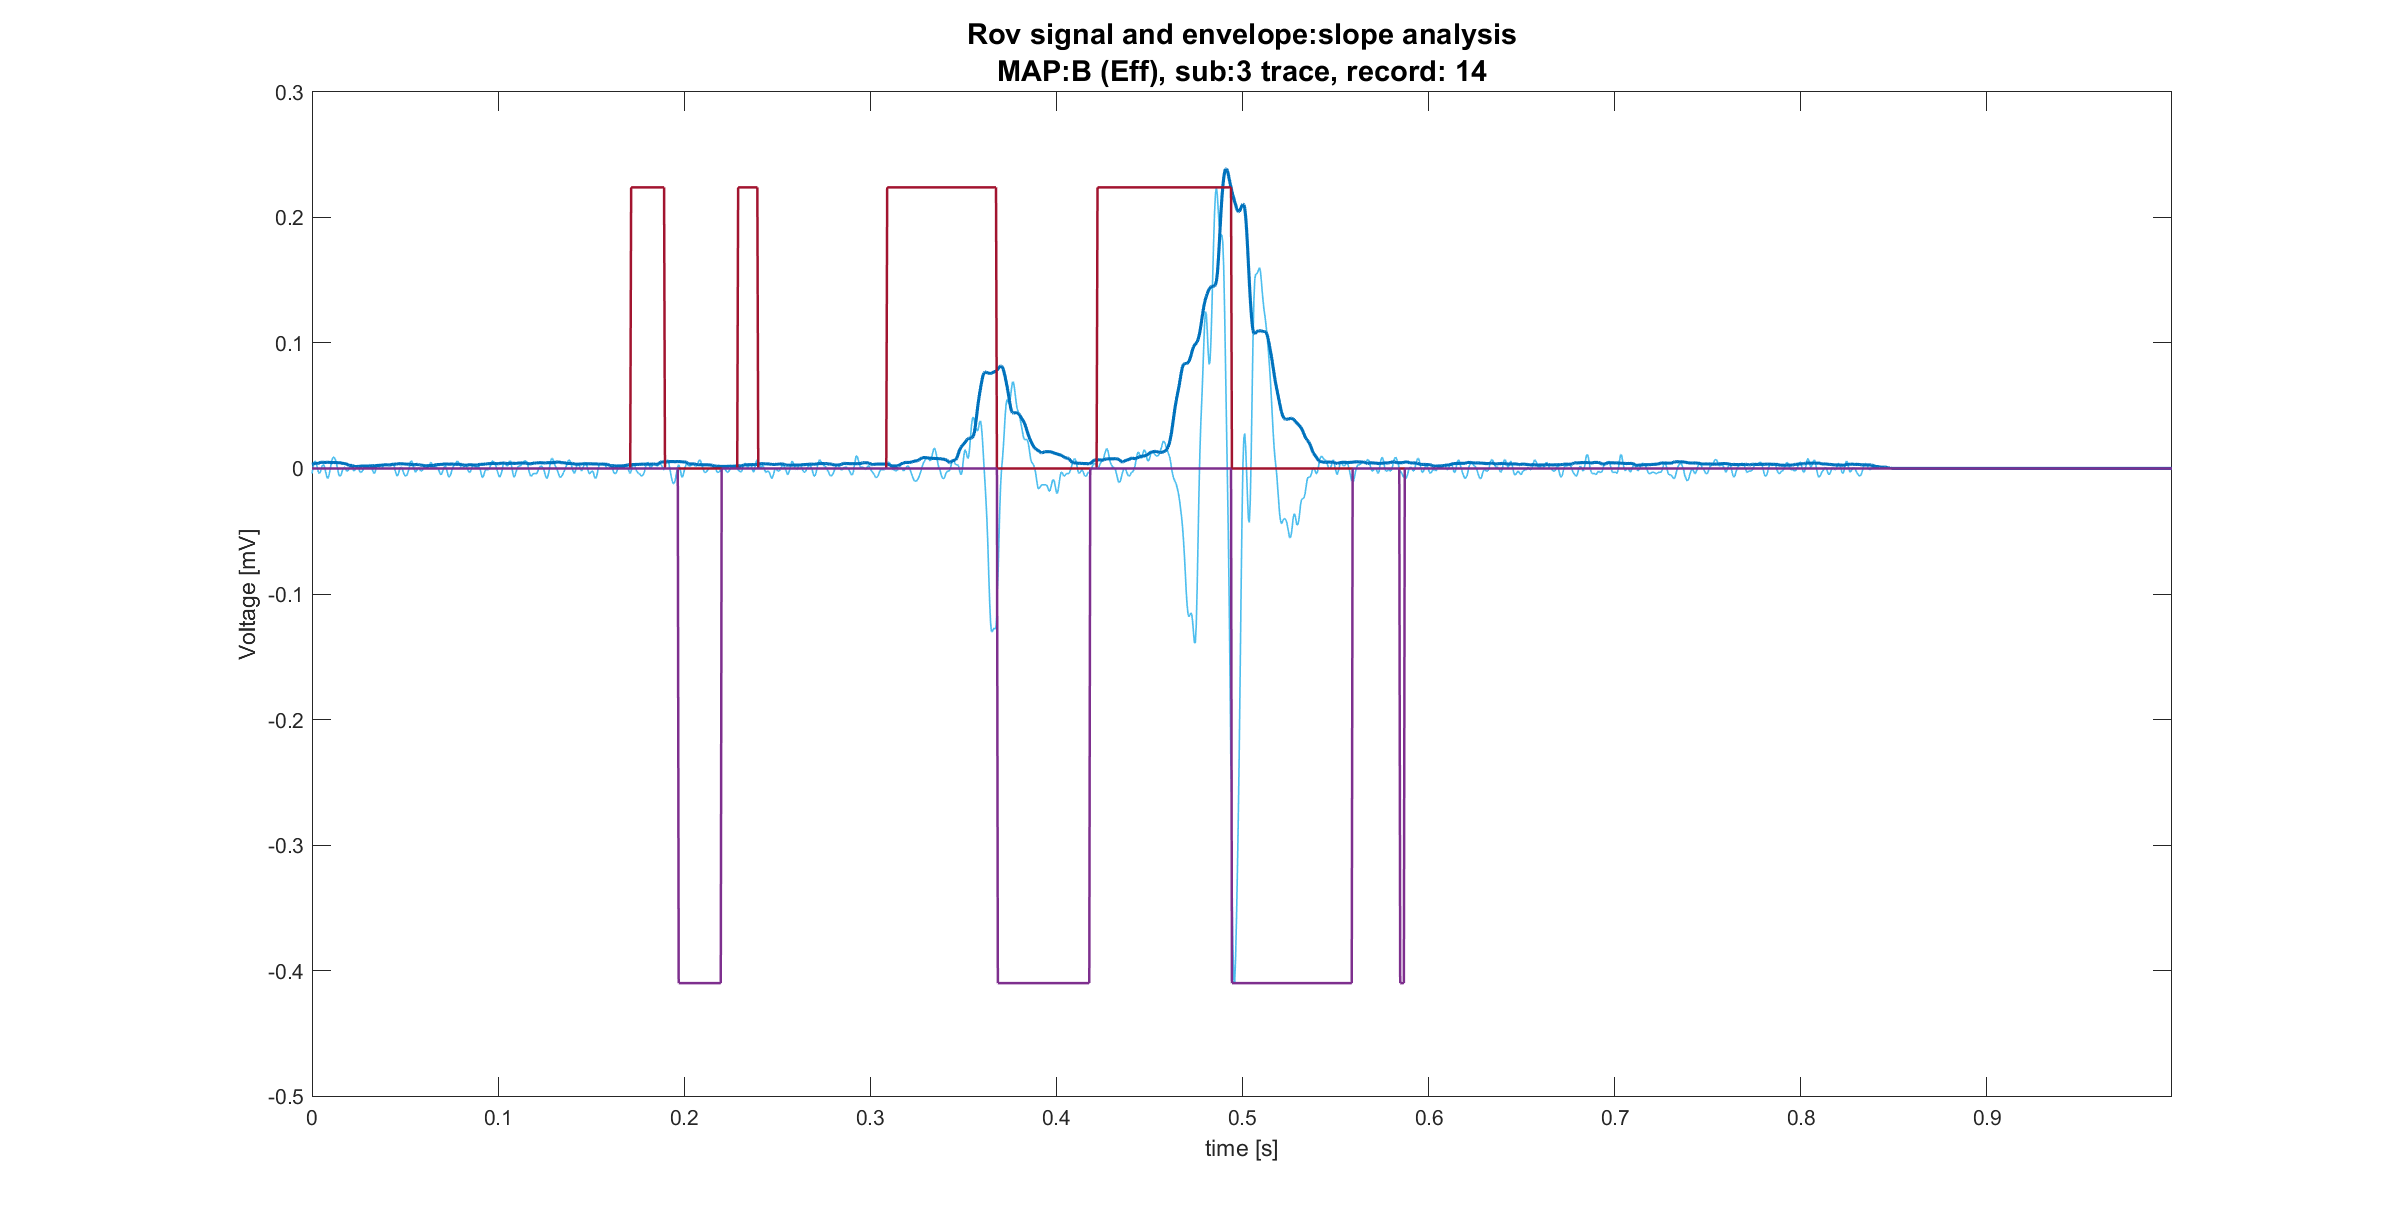 Rov signal and envelope:slope analysis
MAP:B (Eff), sub:3 trace, record: 14
0.3
0.2
0.1
0
-0.1
-0.2
-0.3
-0.4
-0.5
Voltage [mV]
0 0.1 0.2 0.3 0.4 0.5 0.6 0.7 0.8 0.9
time [s]